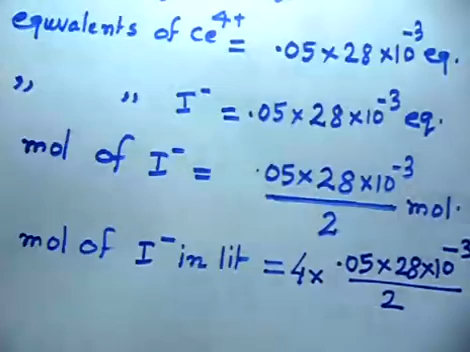 equvalents of Ce⁴⁺ = .05×28×10⁻³ eq.
" " I⁻ = .05×28×10⁻³ eq.
mol of I⁻ = .05×28×10⁻³ / 2 mol.
mol of I⁻ in lit = 4× .05×28×10⁻³ / 2